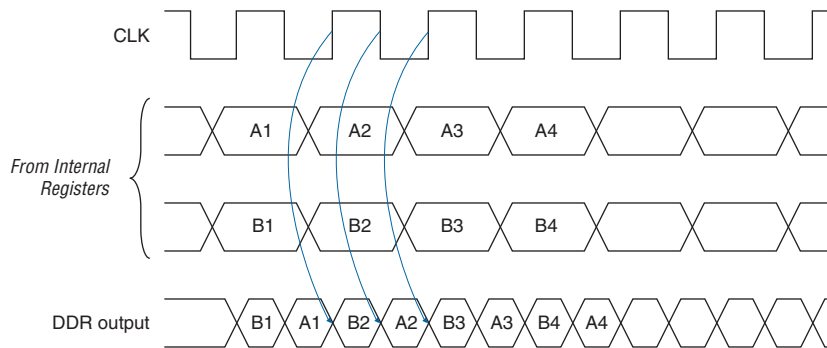 CLK
A1 A2 A3 A4
From Internal
Registers
B1 B2 B3 B4
DDR output B1 A1 B2 A2 B3 A3 B4 A4